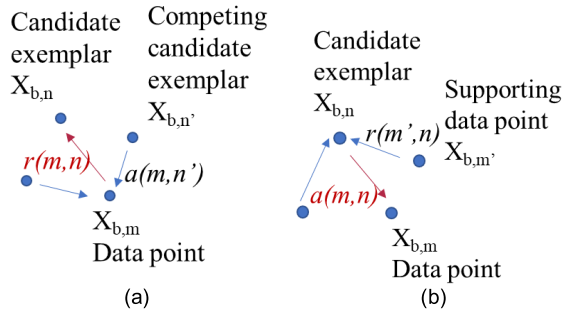 Candidate
exemplar
X_b,n
Competing
candidate
exemplar
X_b,n’
r(m,n)
a(m,n’)
X_b,m
Data point
(a)
Candidate
exemplar
X_b,n
Supporting
data point
X_b,m’
r(m’,n)
a(m,n)
X_b,m
Data point
(b)